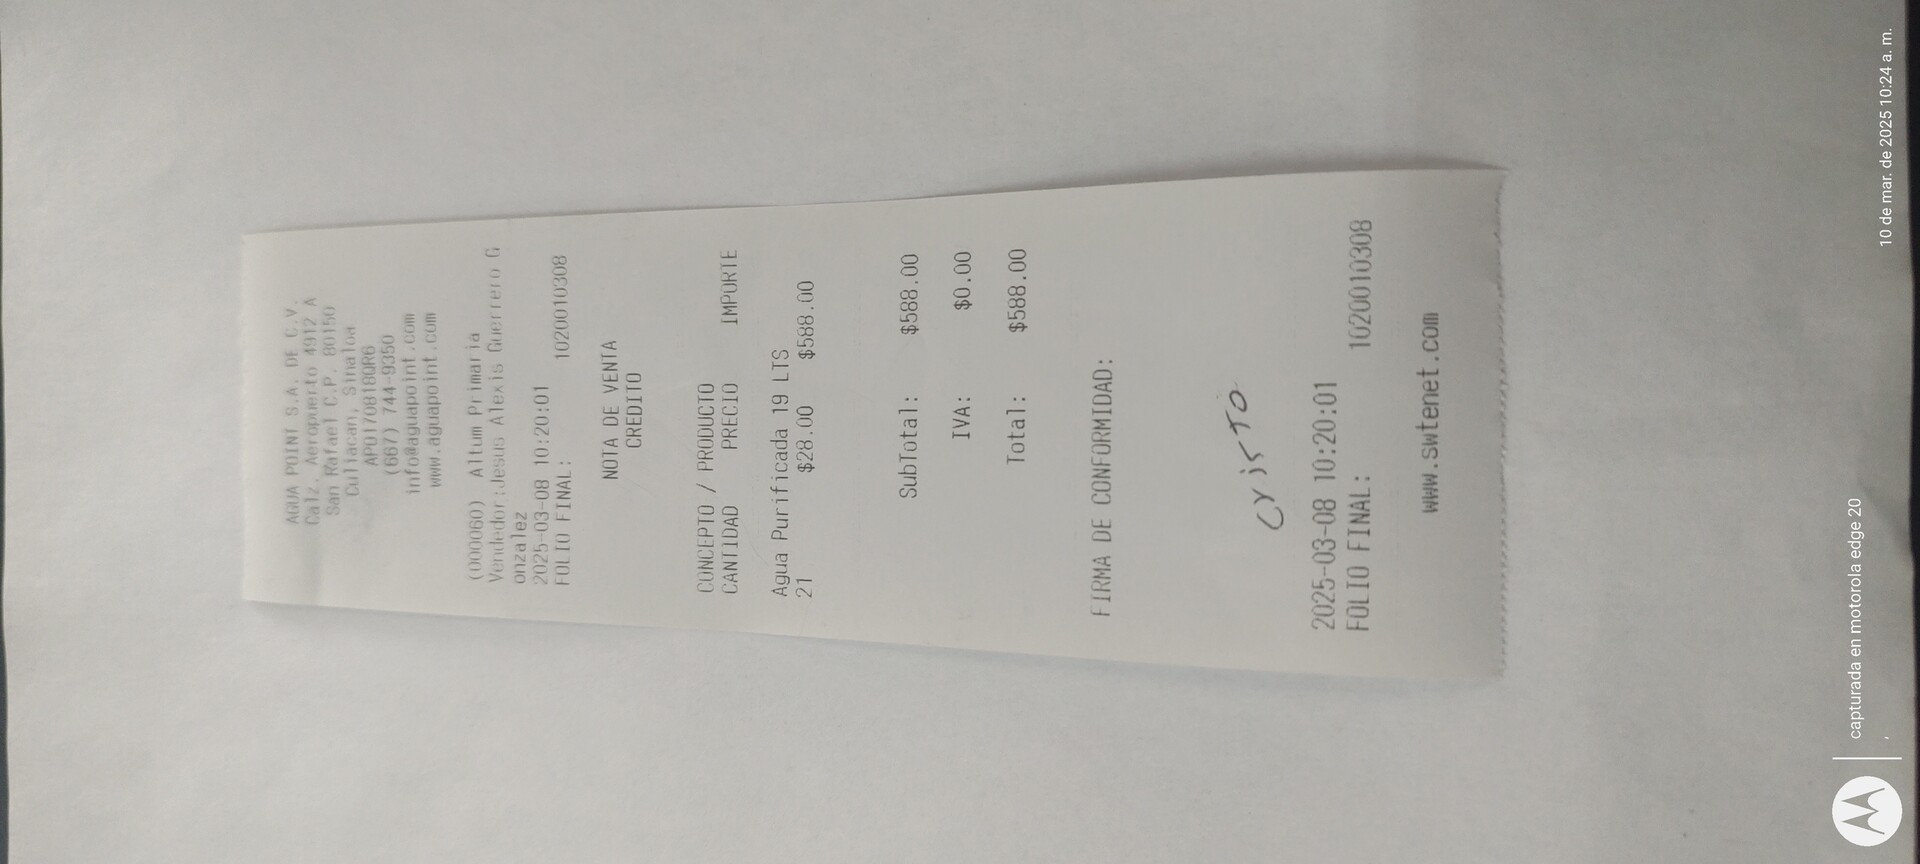 AQUA POINT S.A. DE C.V.
Calz. Aeropuerto 4912 A
San Rafael C.P. 80150
Culiacan, Sinaloa
APO170818QR6
(667) 744-9350
info@aguapoint.com
www.aguapoint.com
(000060) Altum Primaria
Vendedor:Jesus Alexis Guerrero G
onzalez
2025-03-08 10:20:01
FOLIO FINAL: 1020010308
NOTA DE VENTA
CREDITO
CONCEPTO / PRODUCTO
CANTIDAD PRECIO IMPORTE
Agua Purificada 19 LTS
21 $28.00 $588.00
SubTotal: $588.00
IVA: $0.00
Total: $588.00
FIRMA DE CONFORMIDAD:
CrisTO
2025-03-08 10:20:01
FOLIO FINAL: 1020010308
www.swtenet.com
capturada en motorola edge 20
,
10 de mar. de 2025 10:24 a. m.